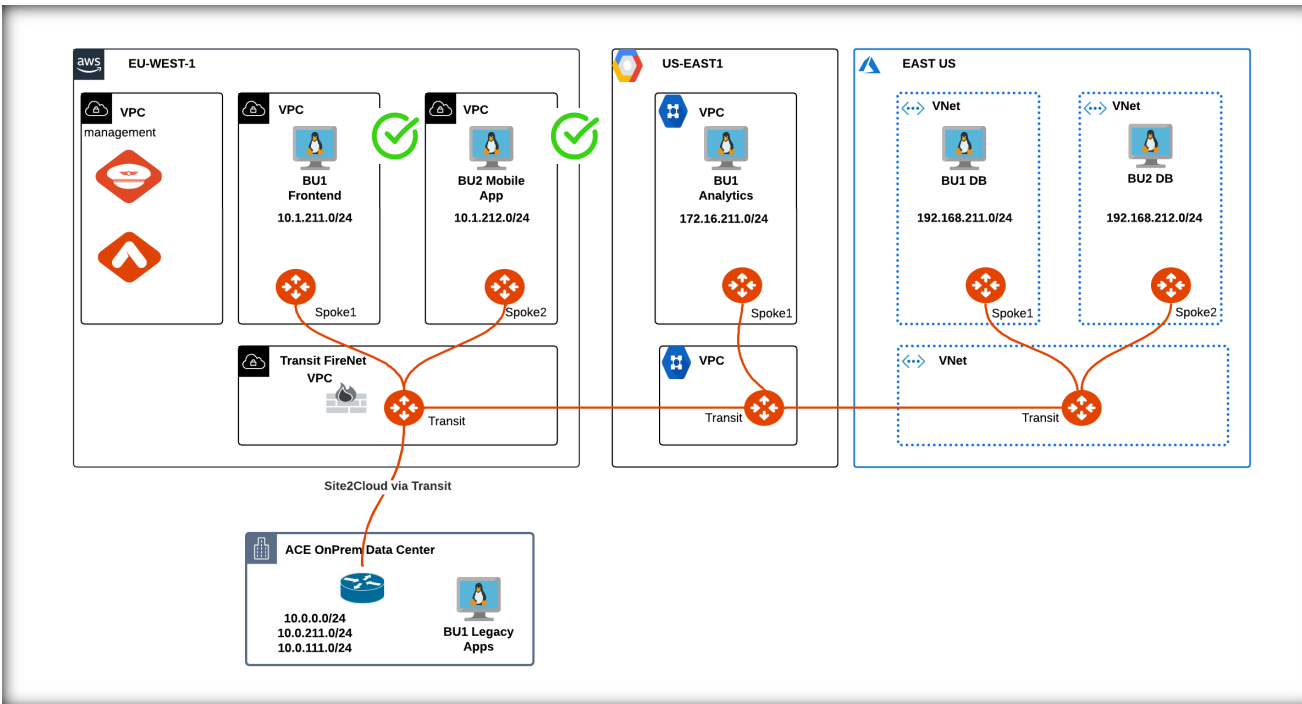 aws
EU-WEST-1
VPC
management
VPC
BU1
Frontend
10.1.211.0/24
Spoke1
VPC
BU2 Mobile
App
10.1.212.0/24
Spoke2
Transit FireNet
VPC
Transit
US-EAST1
VPC
BU1
Analytics
172.16.211.0/24
Spoke1
VPC
Transit
EAST US
VNet
BU1 DB
192.168.211.0/24
Spoke1
VNet
BU2 DB
192.168.212.0/24
Spoke2
VNet
Transit
Site2Cloud via Transit
ACE OnPrem Data Center
10.0.0.0/24
10.0.211.0/24
10.0.111.0/24
BU1 Legacy
Apps